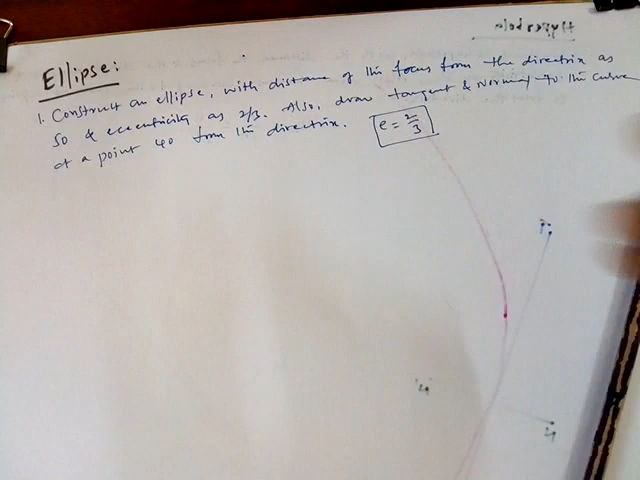 Ellipse:
1. Construct an ellipse, with distance of the focus from the directrix as
50 & eccentricity as 2/3. Also, draw tangent & Normal to the curve
at a point 40 from the directrix. e = 2/3
Hyperbola